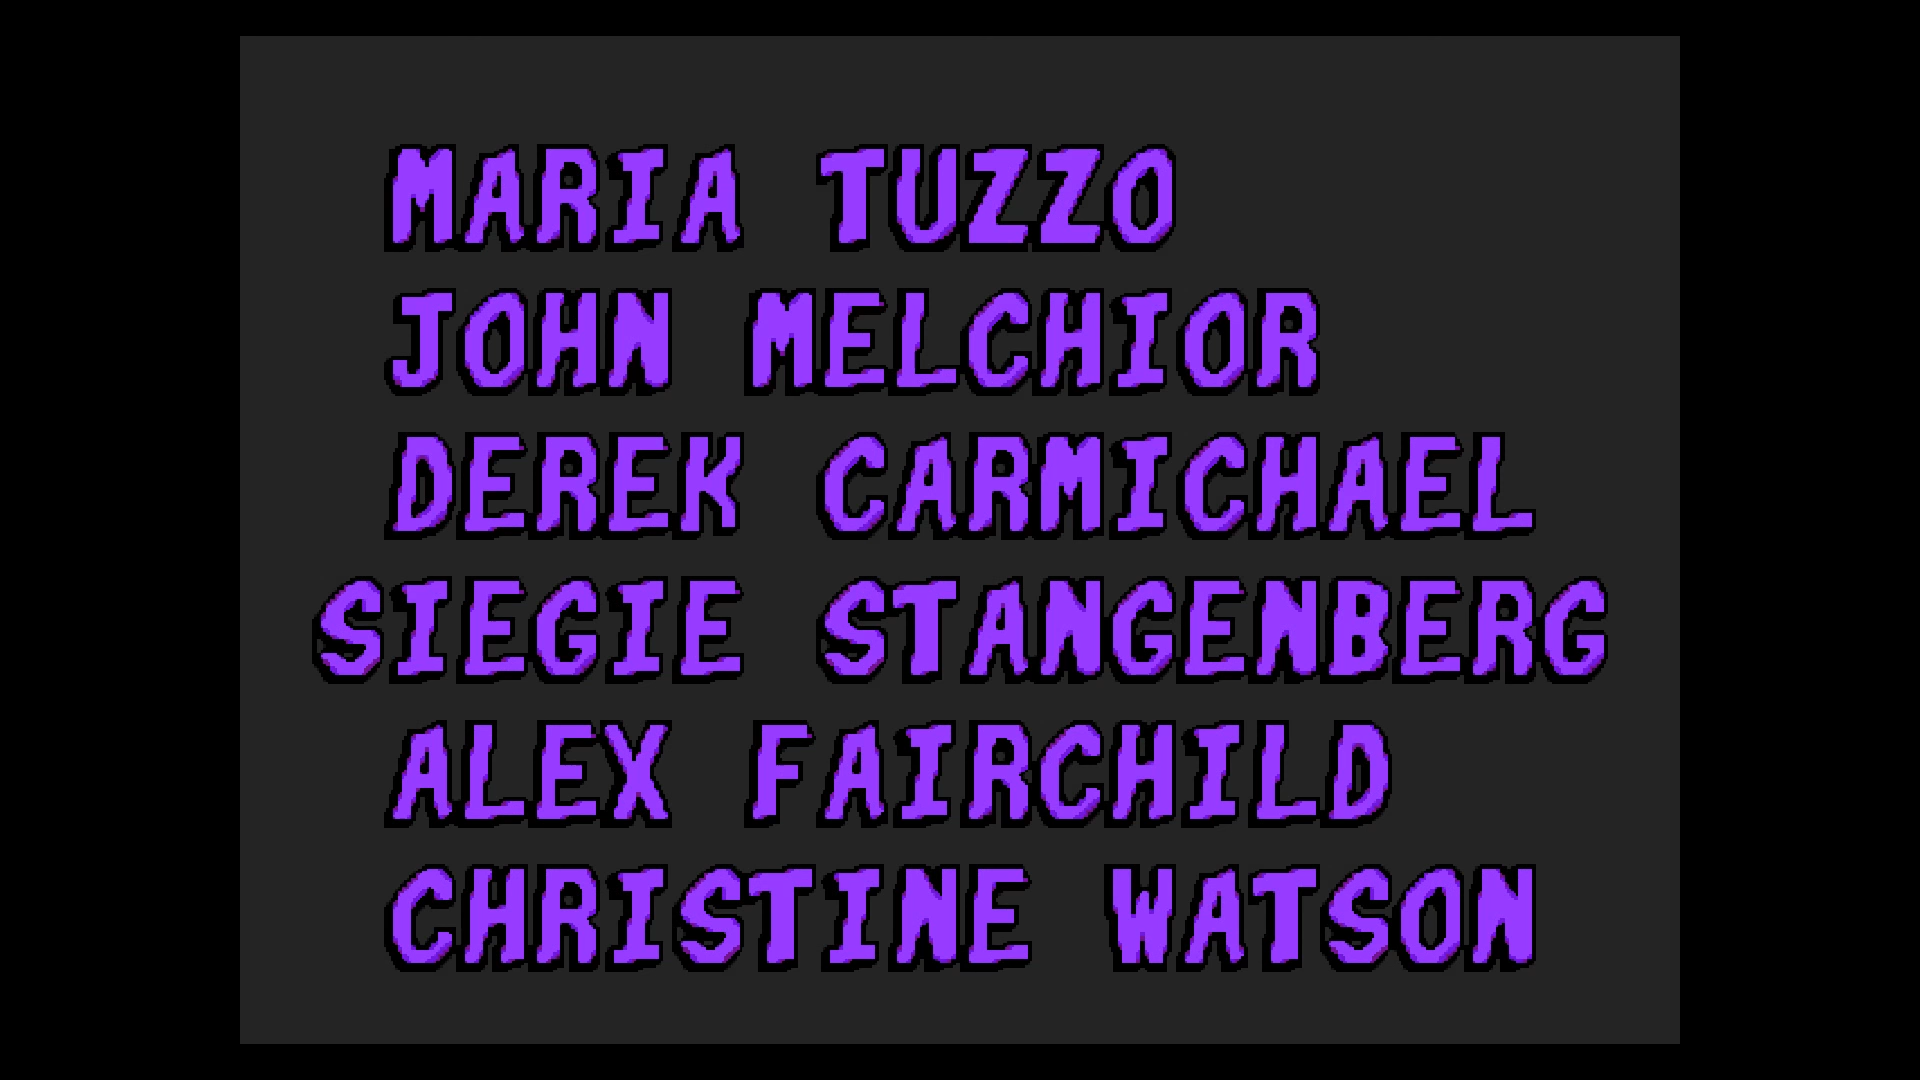 MARIA TUZZO
JOHN MELCHIOR
DEREK CARMICHAEL
SIEGIE STANGENBERG
ALEX FAIRCHILD
CHRISTINE WATSON